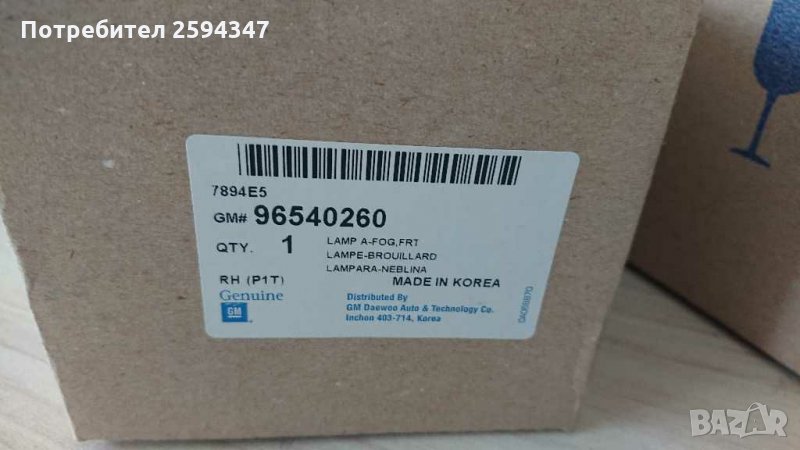 Потребител 2594347
7894E5
GM# 96540260
QTY. 1
LAMP A-FOG,FRT
LAMPE-BROUILLARD
LAMPARA-NEBLINA
RH (P1T)
MADE IN KOREA
Genuine
GM
Distributed By
GM Daewoo Auto & Technology Co.
Inchon 403-714, Korea
BAZAR